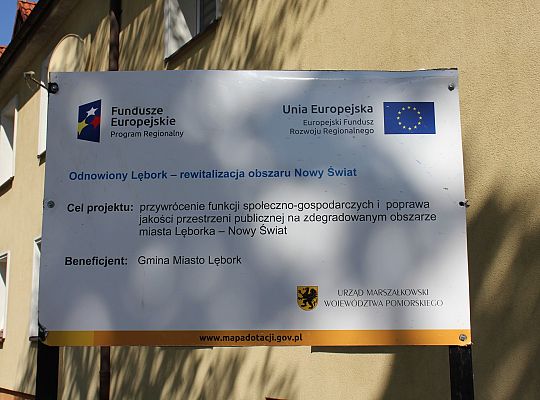 Fundusze
Europejskie
Program Regionalny
Unia Europejska
Europejski Fundusz
Rozwoju Regionalnego
Odnowiony Lębork – rewitalizacja obszaru Nowy Świat
Cel projektu: przywrócenie funkcji społeczno-gospodarczych i poprawa
jakości przestrzeni publicznej na zdegradowanym obszarze
miasta Lęborka – Nowy Świat
Beneficjent: Gmina Miasto Lębork
URZĄD MARSZAŁKOWSKI
WOJEWÓDZTWA POMORSKIEGO
www.mapadotacji.gov.pl